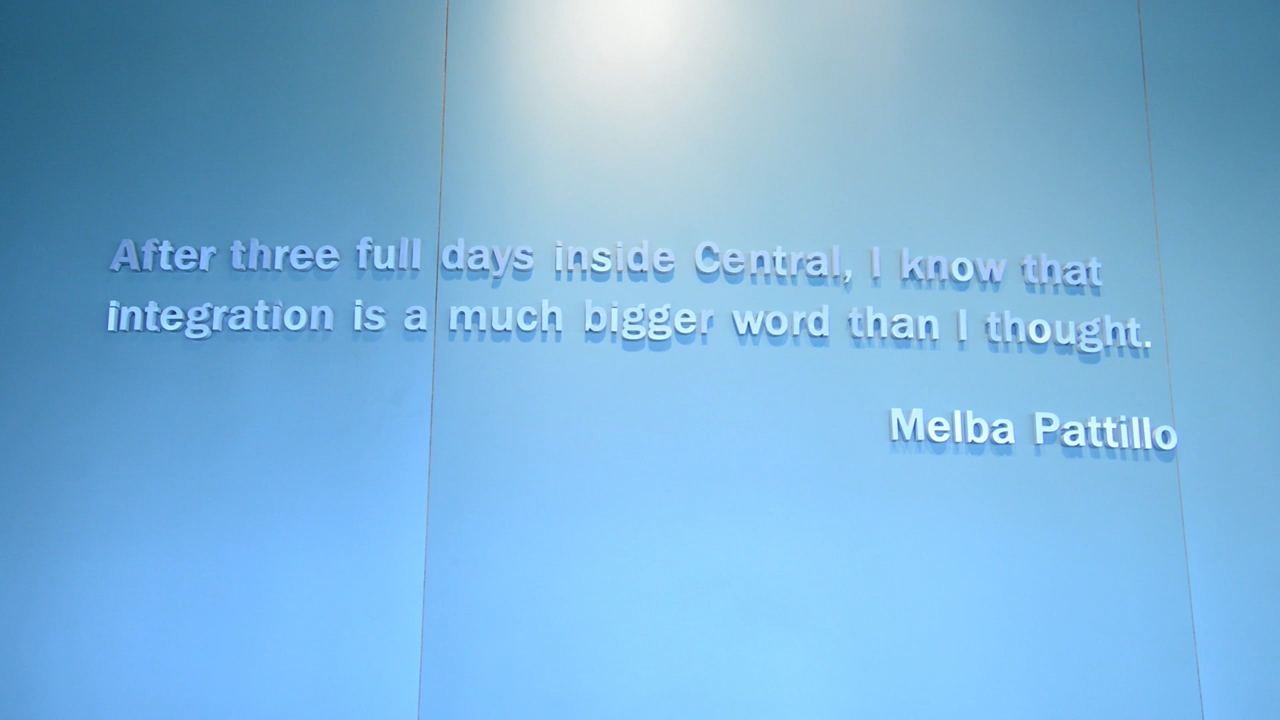 After three full days inside Central, I know that
integration is a much bigger word than I thought.
Melba Pattillo